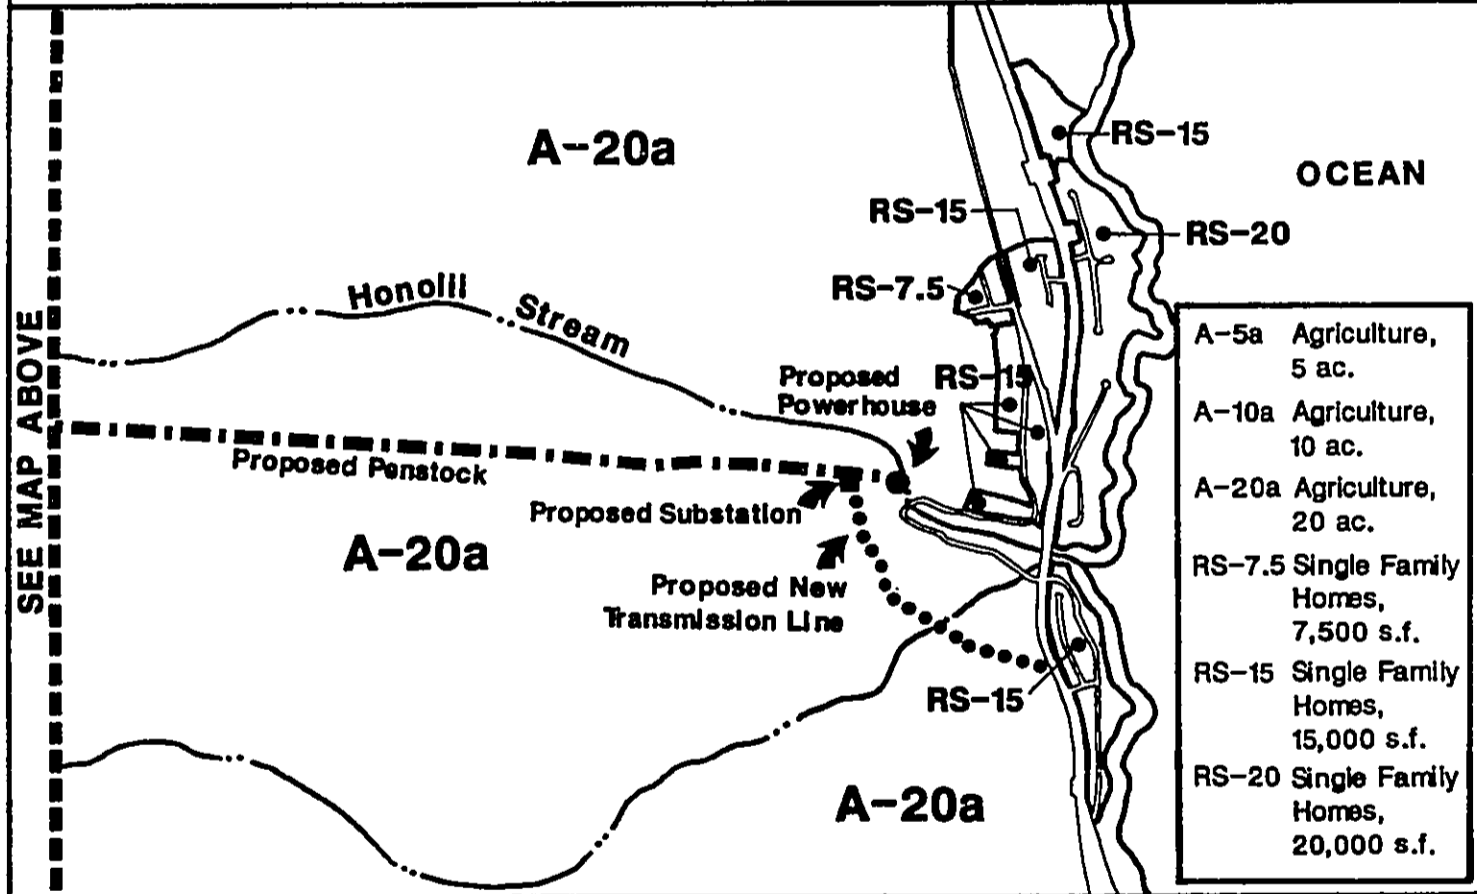 A-20a
RS-15
OCEAN
RS-15
RS-20
RS-7.5
Honolii
Stream
SEE MAP ABOVE
Proposed
Powerhouse
RS-15
Proposed Penstock
Proposed Substation
A-20a
Proposed New
Transmission Line
RS-15
A-20a
A-5a Agriculture,
5 ac.
A-10a Agriculture,
10 ac.
A-20a Agriculture,
20 ac.
RS-7.5 Single Family
Homes,
7,500 s.f.
RS-15 Single Family
Homes,
15,000 s.f.
RS-20 Single Family
Homes,
20,000 s.f.